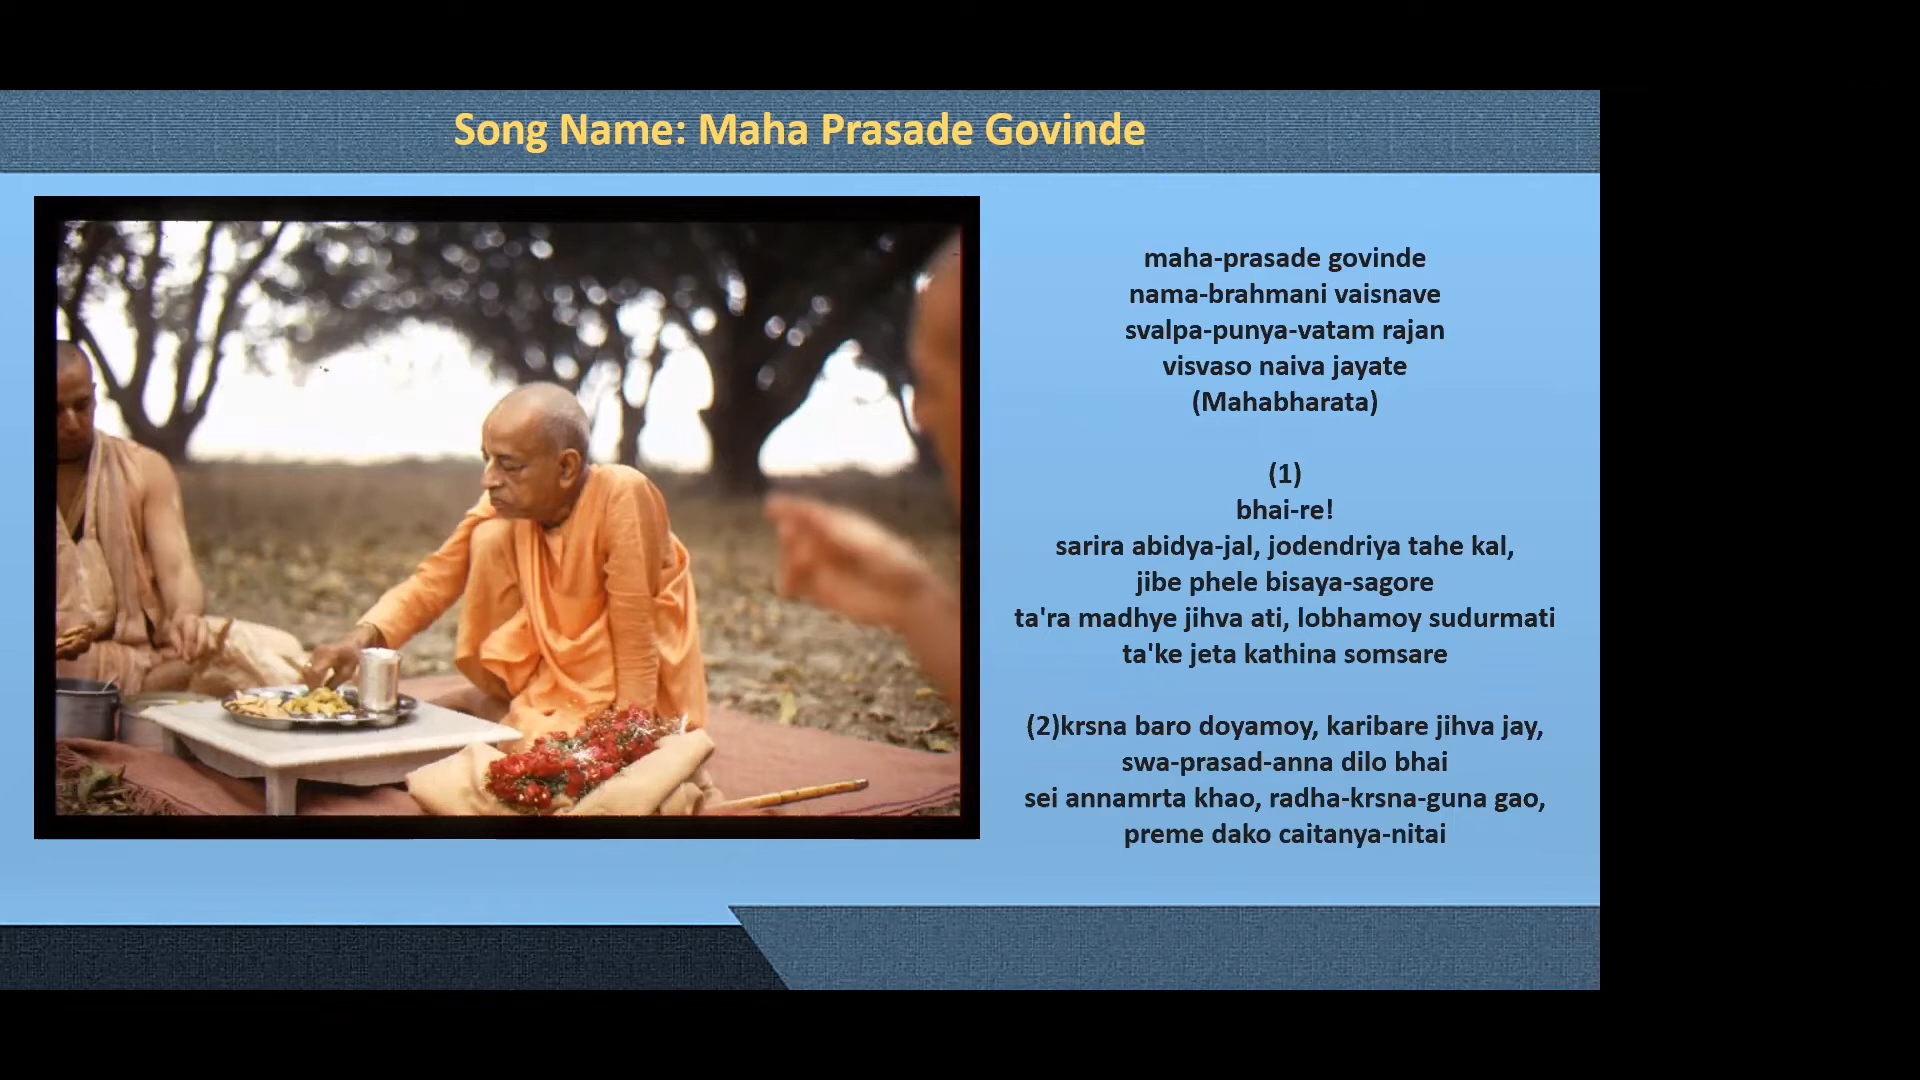 Song Name: Maha Prasade Govinde
maha-prasade govinde
nama-brahmani vaisnave
svalpa-punya-vatam rajan
visvaso naiva jayate
(Mahabharata)
(1)
bhai-re!
sarira abidya-jal, jodendriya tahe kal,
jibe phele bisaya-sagore
ta'ra madhye jihva ati, lobhamoy sudurmati
ta'ke jeta kathina somsare
(2)krsna baro doyamoy, karibare jihva jay,
swa-prasad-anna dilo bhai
sei annamrta khao, radha-krsna-guna gao,
preme dako caitanya-nitai